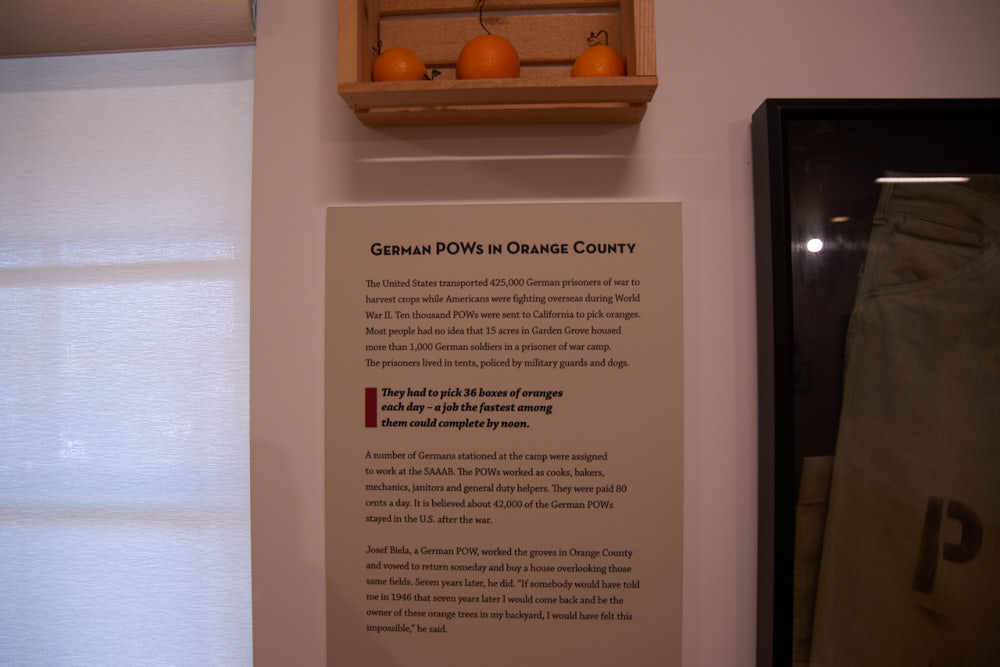 German POWs in Orange County
The United States transported 425,000 German prisoners of war to
harvest crops while Americans were fighting overseas during World
War II. Ten thousand POWs were sent to California to pick oranges.
Most people had no idea that 15 acres in Garden Grove housed
more than 1,000 German soldiers in a prisoner of war camp.
The prisoners lived in tents, policed by military guards and dogs.
They had to pick 36 boxes of oranges
each day – a job the fastest among
them could complete by noon.
A number of Germans stationed at the camp were assigned
to work at the SAAAB. The POWs worked as cooks, bakers,
mechanics, janitors and general duty helpers. They were paid 80
cents a day. It is believed about 42,000 of the German POWs
stayed in the U.S. after the war.
Josef Biela, a German POW, worked the groves in Orange County
and vowed to return someday and buy a house overlooking those
same fields. Seven years later, he did. "If somebody would have told
me in 1946 that seven years later I would come back and be the
owner of these orange trees in my backyard, I would have felt this
impossible," he said.
P